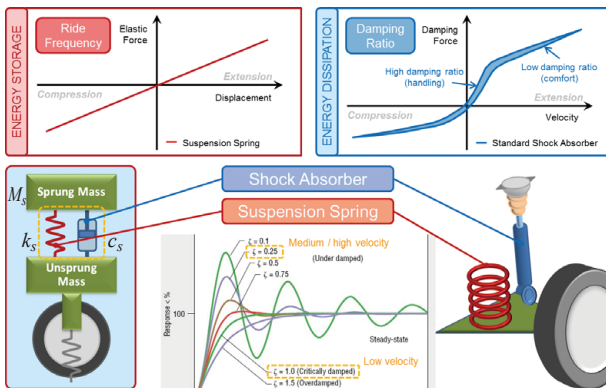 ENERGY STORAGE
Ride
Frequency
Elastic
Force
Extension
Compression
Displacement
Suspension Spring
ENERGY DISSIPATION
Damping
Ratio
Damping
Force
High damping ratio
(handling)
Low damping ratio
(comfort)
Extension
Compression
Velocity
Standard Shock Absorber
Ms
Sprung Mass
ks
cs
Unsprung
Mass
Shock Absorber
Suspension Spring
ζ = 0.1
Medium / high velocity
ζ = 0.25
(Under damped)
ζ = 0.5
ζ = 0.75
Response < %
100
Steady-state
Low velocity
ζ = 1.0 (Critically damped)
ζ = 1.5 (Overdamped)